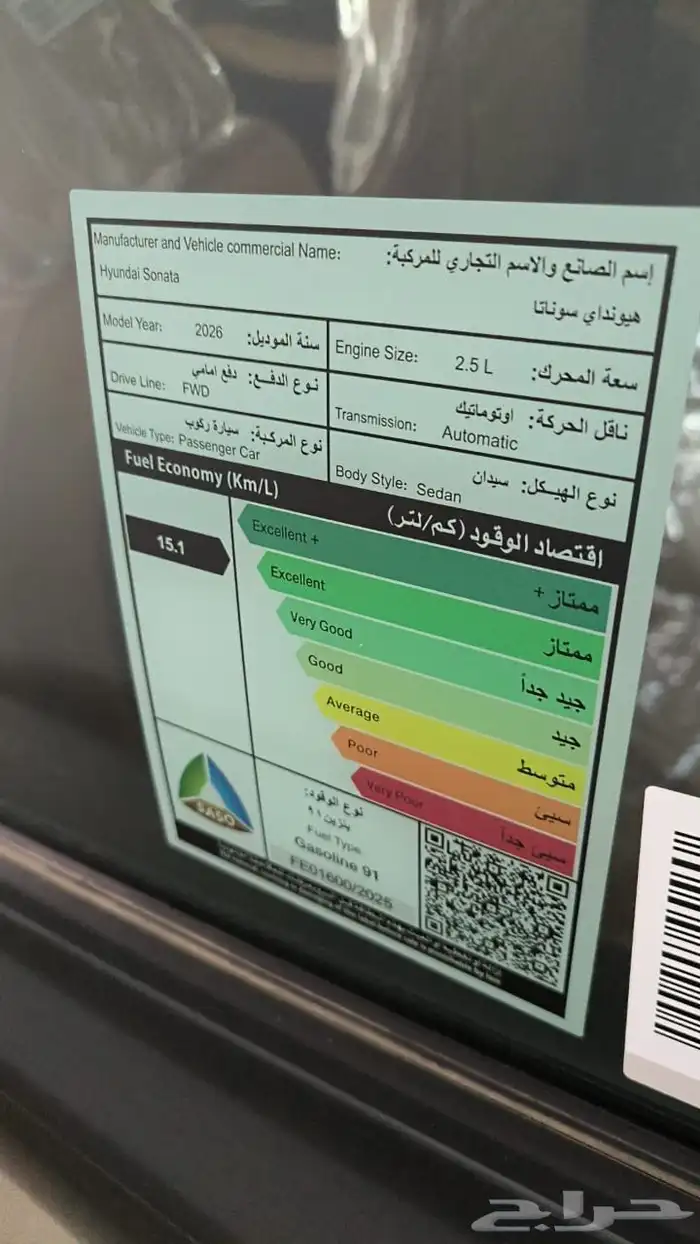 Manufacturer and Vehicle commercial Name: إسم الصانع والاسم التجاري للمركبة:
Hyundai Sonata هيونداي سوناتا
Model Year: 2026 سنة الموديل:
Engine Size: 2.5 L سعة المحرك:
Drive Line: دفع امامي نوع الدفع:
FWD
Transmission: اوتوماتيك ناقل الحركة:
Automatic
Vehicle Type: سيارة ركوب نوع المركبة:
Passenger Car
Body Style: Sedan سيدان نوع الهيكل:
Fuel Economy (Km/L) اقتصاد الوقود (كم/لتر)
15.1
Excellent + ممتاز +
Excellent ممتاز
Very Good جيد جداً
Good جيد
Average متوسط
Poor سيئ
Very Poor سيئ جداً
SASO
نوع الوقود:
بنزين ٩١
Fuel Type
Gasoline 91
FE01600/2025
حراج